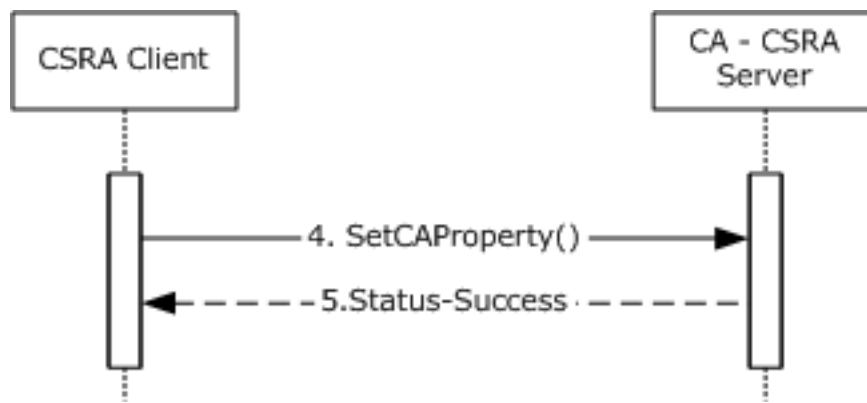 CSRA Client
CA - CSRA
Server
4. SetCAProperty()
5.Status-Success